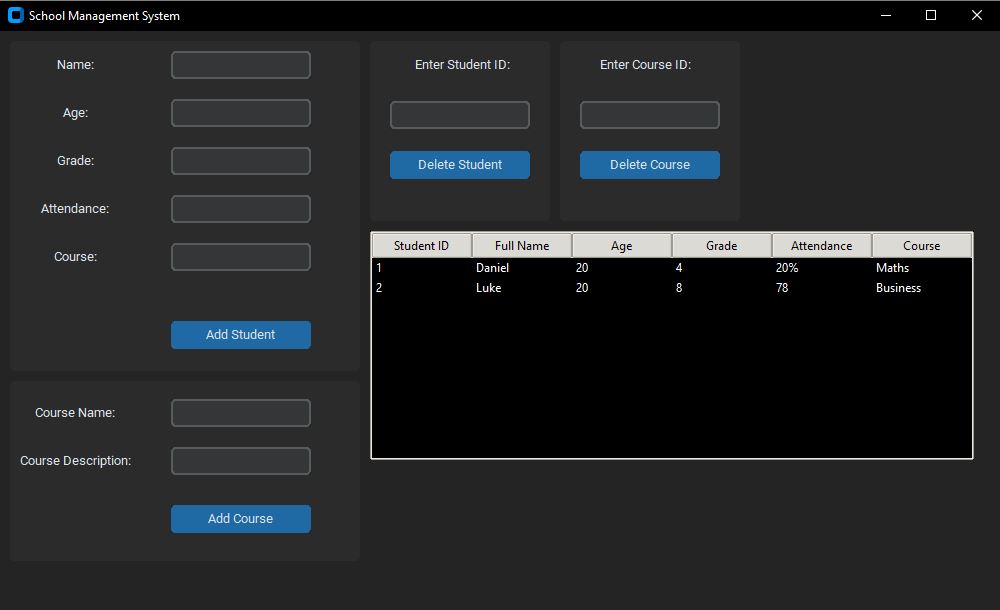 School Management System
Name:
Age:
Grade:
Attendance:
Course:
Add Student
Course Name:
Course Description:
Add Course
Enter Student ID:
Delete Student
Enter Course ID:
Delete Course
Student ID Full Name Age Grade Attendance Course
1 Daniel 20 4 20% Maths
2 Luke 20 8 78 Business